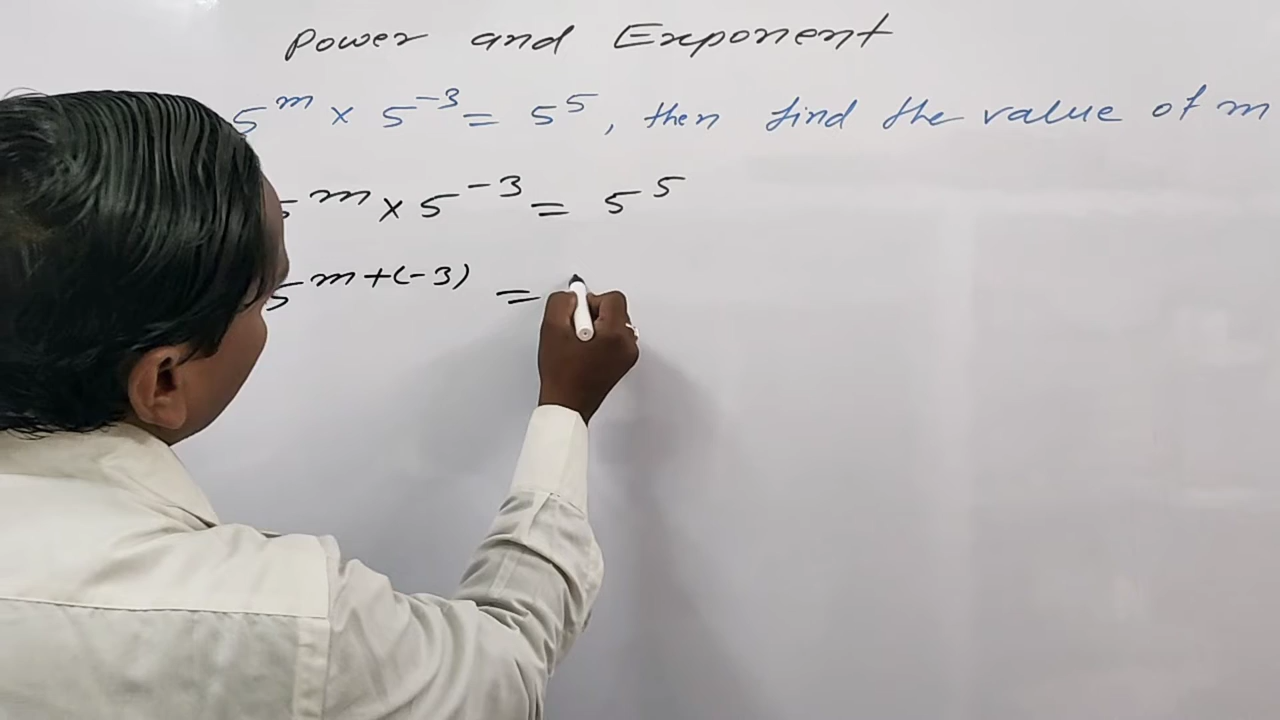 Power and Exponent
5^m × 5^-3 = 5^5, then find the value of m
5^m × 5^-3 = 5^5
5^m+(-3) =